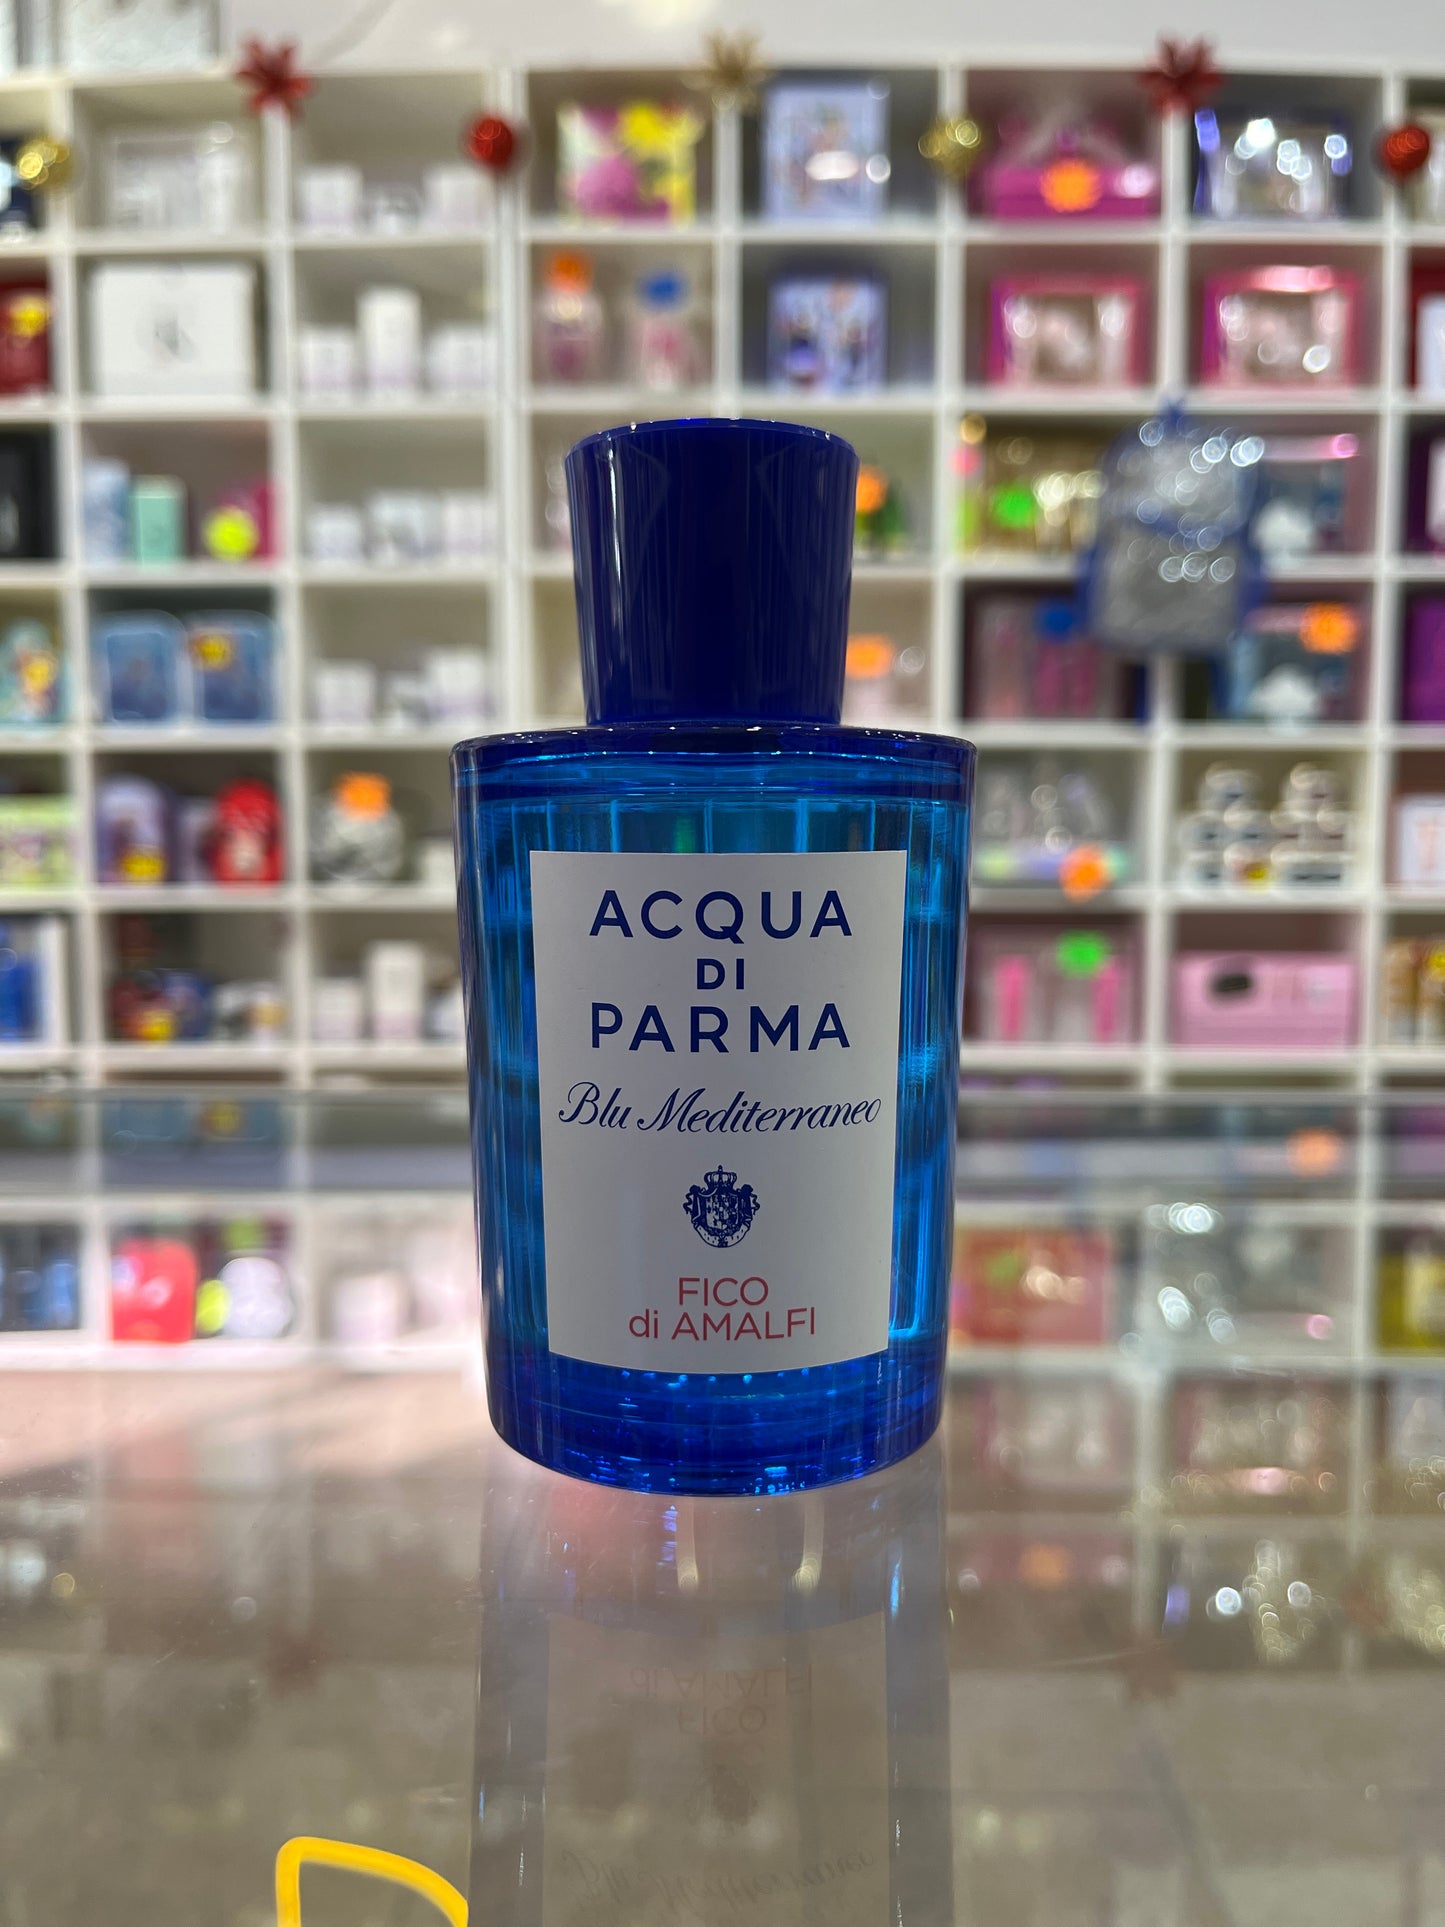 ACQUA
DI
PARMA
Blu Mediterraneo
FICO
di AMALFI